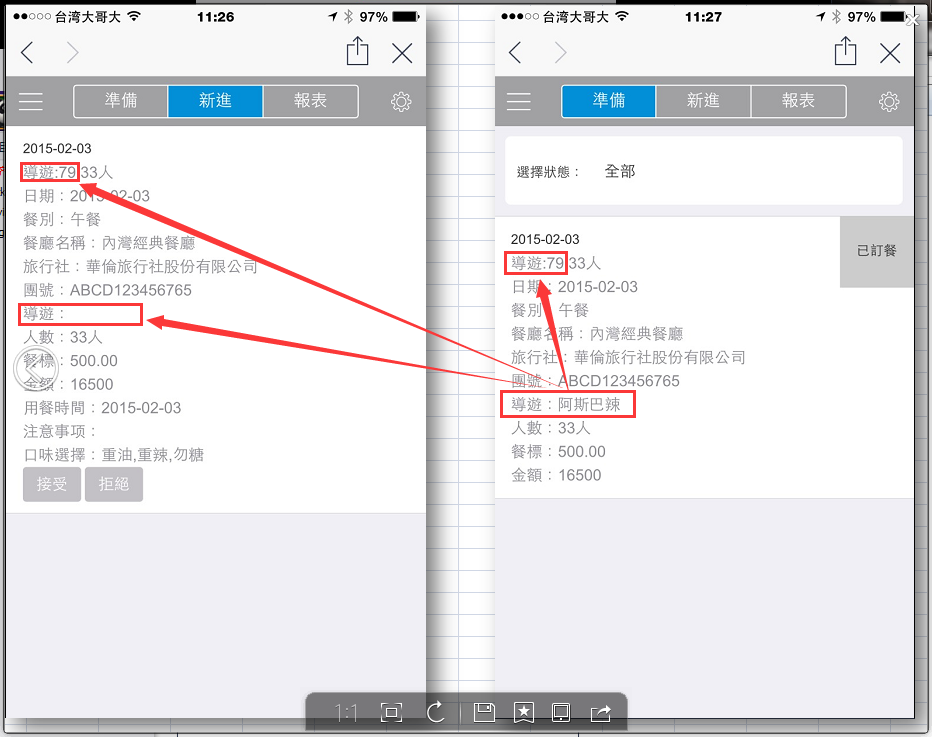 台湾大哥大 11:26 97%
準備 新進 報表
2015-02-03
導遊:79 33人
日期：2015-02-03
餐別：午餐
餐廳名稱：內灣經典餐廳
旅行社：華倫旅行社股份有限公司
團號：ABCD123456765
導遊：
人數：33人
餐標：500.00
金額：16500
用餐時間：2015-02-03
注意事项：
口味選擇：重油,重辣,勿糖
接受 拒絕
台湾大哥大 11:27 97%
準備 新進 報表
選擇狀態： 全部
2015-02-03
已訂餐
導遊:79 33人
日期：2015-02-03
餐別：午餐
餐廳名稱：內灣經典餐廳
旅行社：華倫旅行社股份有限公司
團號：ABCD123456765
導遊：阿斯巴辣
人數：33人
餐標：500.00
金額：16500
1:1